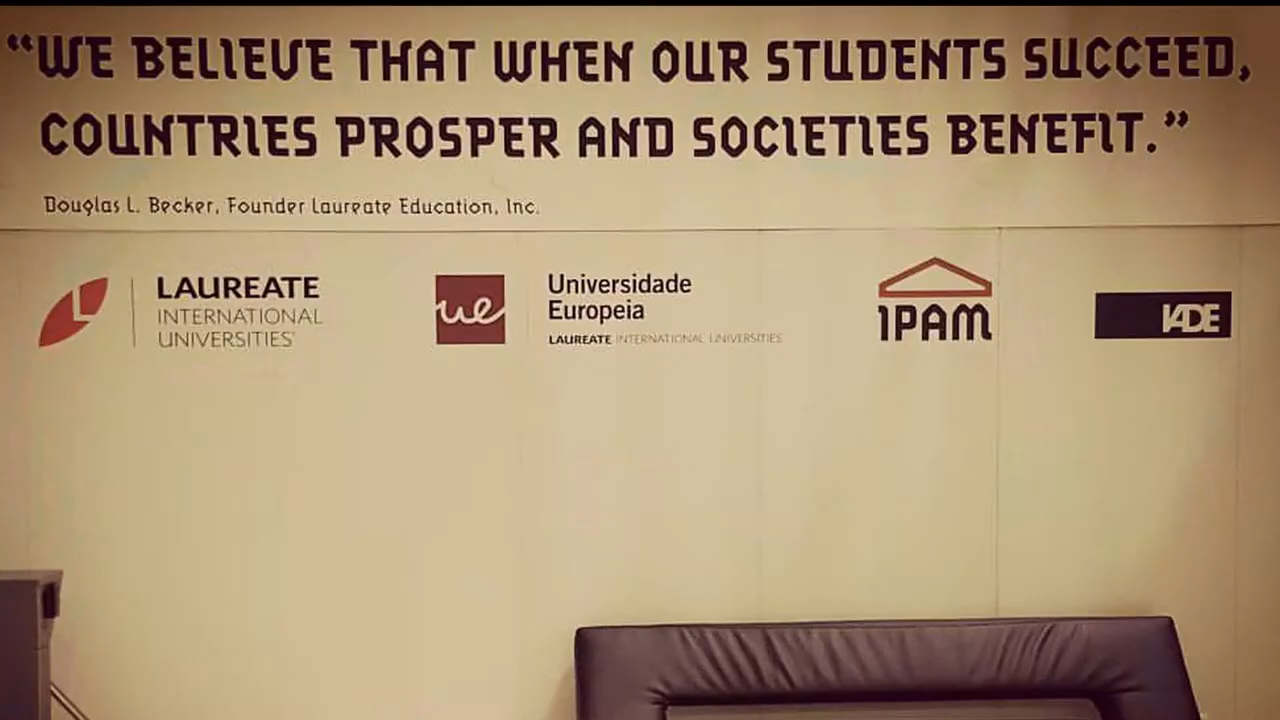 “WE BELIEVE THAT WHEN OUR STUDENTS SUCCEED,
COUNTRIES PROSPER AND SOCIETIES BENEFIT.”
Douglas L. Becker, Founder Laureate Education, Inc.
LAUREATE
INTERNATIONAL
UNIVERSITIES®
ue
Universidade
Europeia
LAUREATE INTERNATIONAL UNIVERSITIES
IPAM
IADE